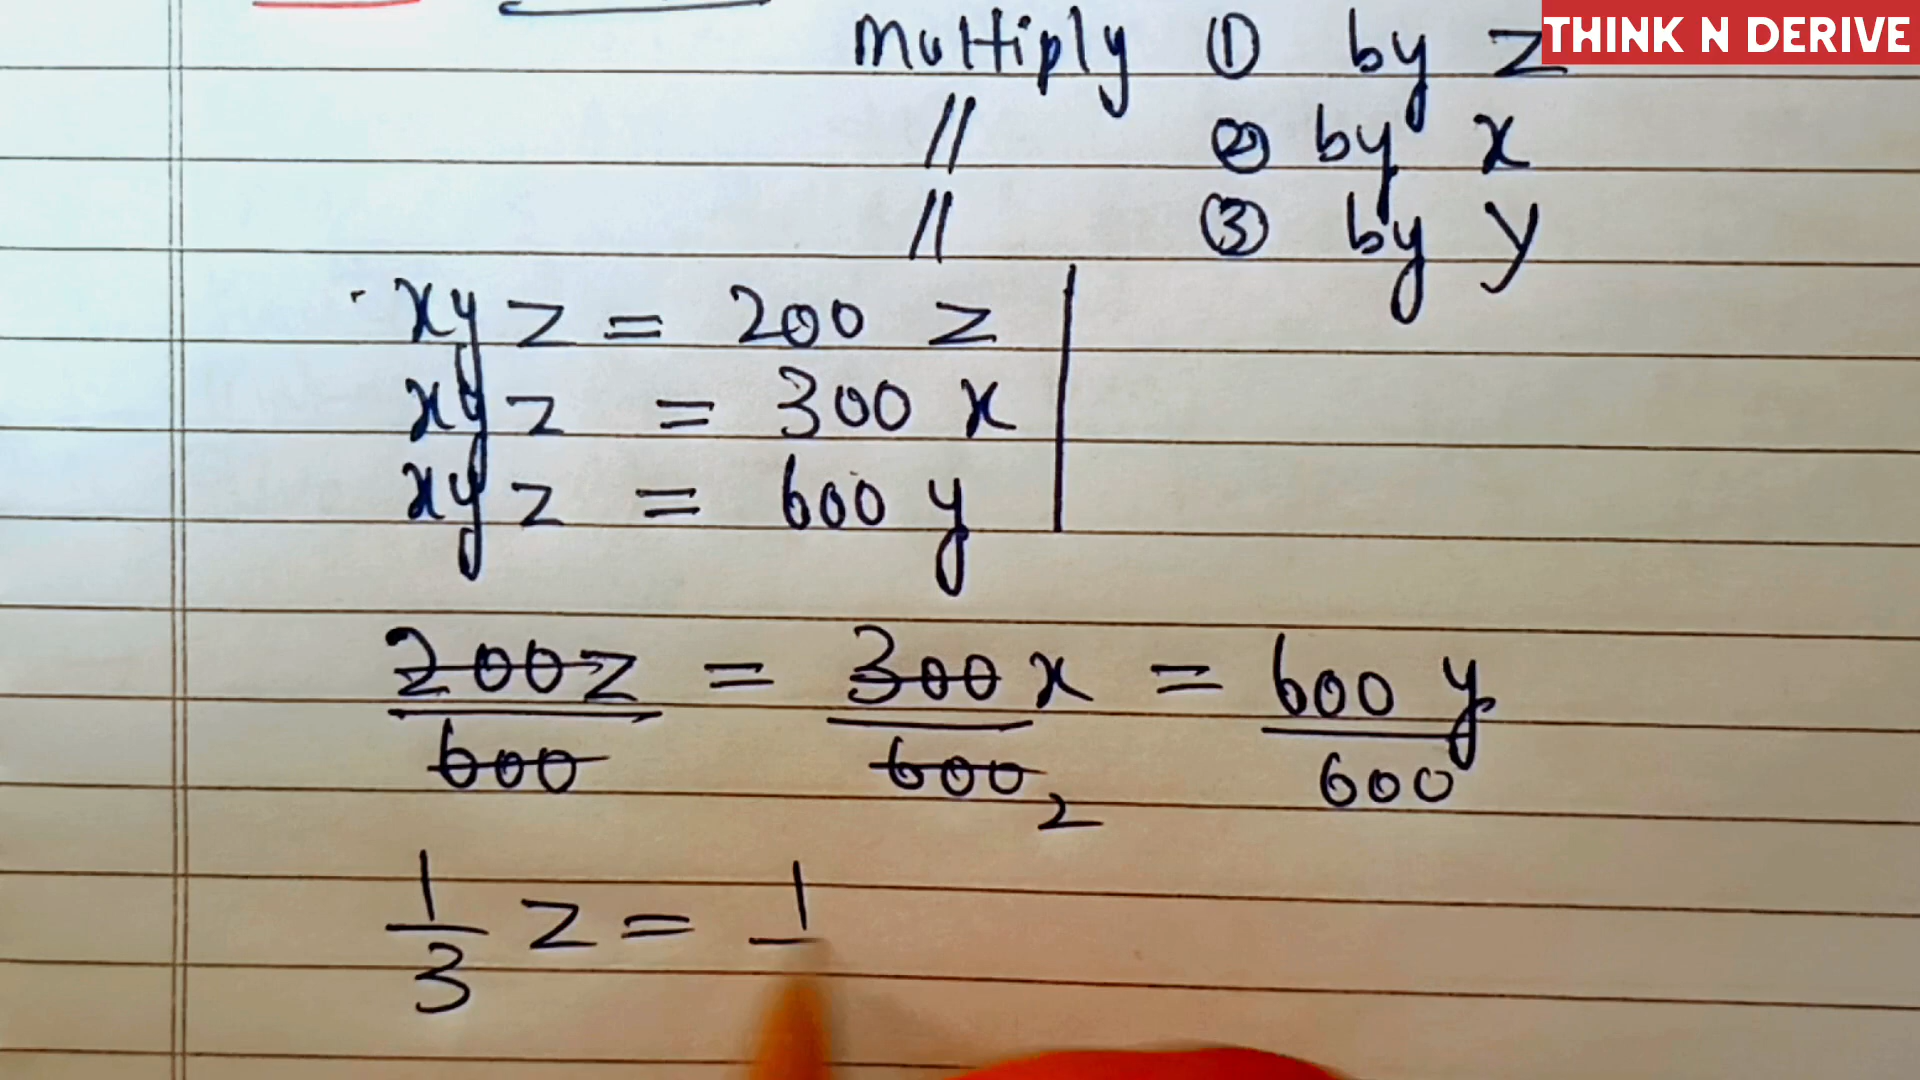 THINK N DERIVE
Multiply ① by z
// ② by x
// ③ by y
xyz = 200 z
xyz = 300 x
xyz = 600 y
200z/600 = 300x/600 2 = 600y/600
1/3 z = 1